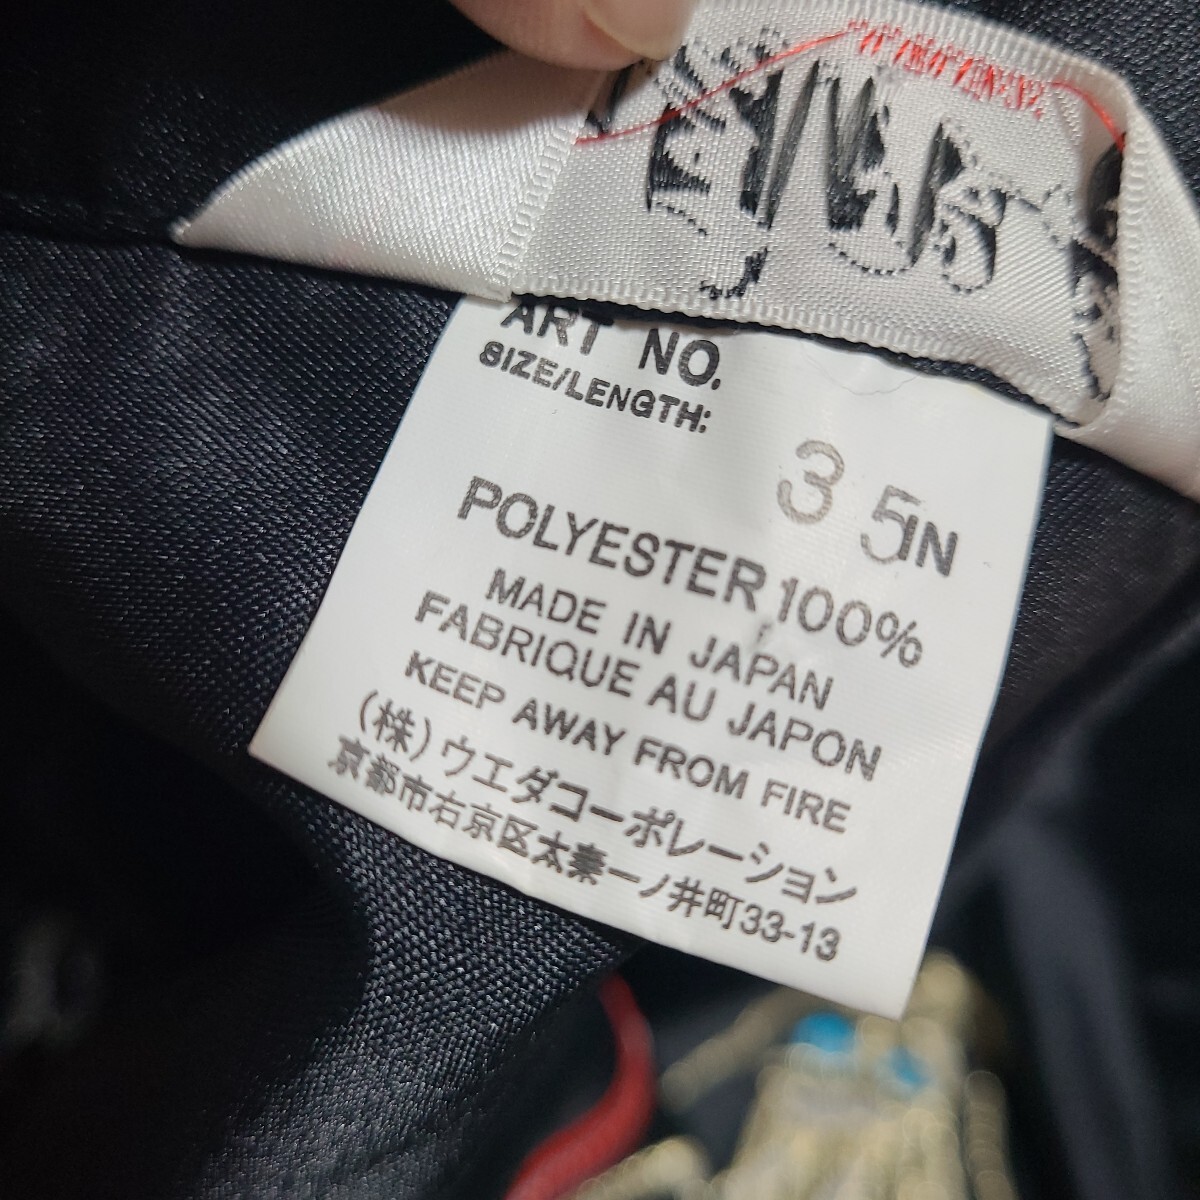 ART NO.
SIZE/LENGTH:
35IN
POLYESTER 100%
MADE IN JAPAN
FABRIQUE AU JAPON
KEEP AWAY FROM FIRE
(株)ウエダコーポレーション
京都市右京区太秦一ノ井町33-13